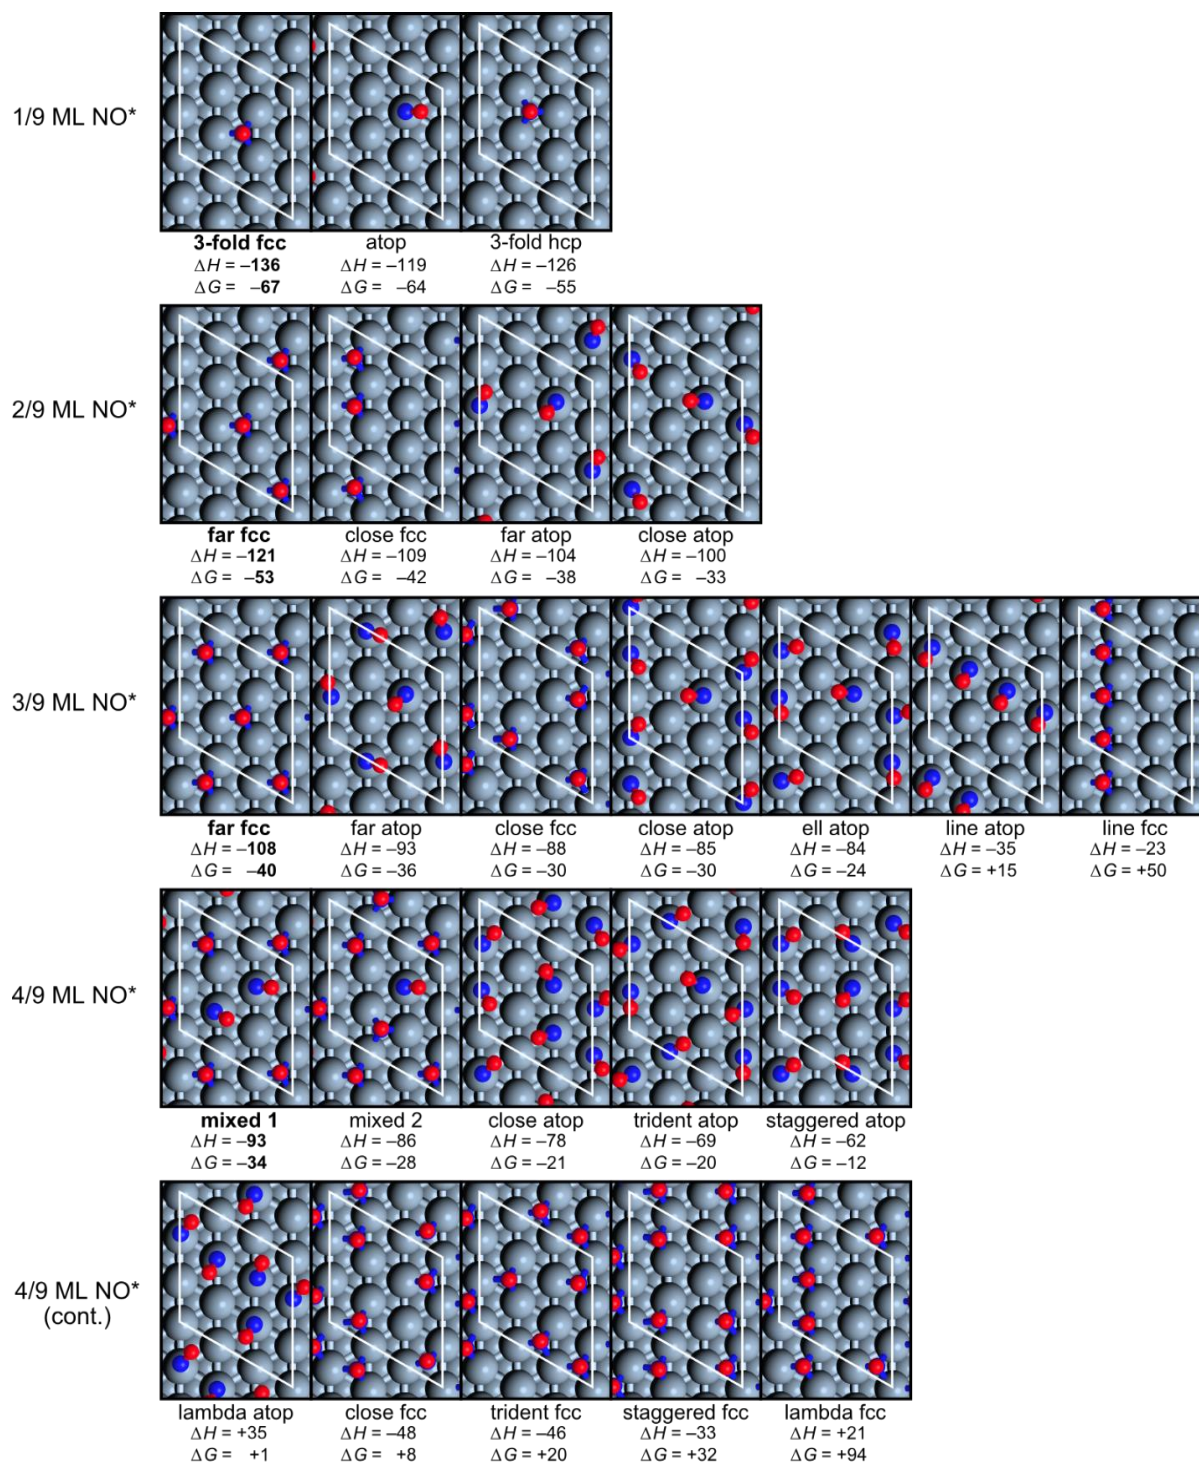 1/9 ML NO*
3-fold fcc atop 3-fold hcp
ΔH = –136 ΔH = –119 ΔH = –126
ΔG = –67 ΔG = –64 ΔG = –55
2/9 ML NO*
far fcc close fcc far atop close atop
ΔH = –121 ΔH = –109 ΔH = –104 ΔH = –100
ΔG = –53 ΔG = –42 ΔG = –38 ΔG = –33
3/9 ML NO*
far fcc far atop close fcc close atop ell atop line atop line fcc
ΔH = –108 ΔH = –93 ΔH = –88 ΔH = –85 ΔH = –84 ΔH = –35 ΔH = –23
ΔG = –40 ΔG = –36 ΔG = –30 ΔG = –30 ΔG = –24 ΔG = +15 ΔG = +50
4/9 ML NO*
mixed 1 mixed 2 close atop trident atop staggered atop
ΔH = –93 ΔH = –86 ΔH = –78 ΔH = –69 ΔH = –62
ΔG = –34 ΔG = –28 ΔG = –21 ΔG = –20 ΔG = –12
4/9 ML NO*
(cont.)
lambda atop close fcc trident fcc staggered fcc lambda fcc
ΔH = +35 ΔH = –48 ΔH = –46 ΔH = –33 ΔH = +21
ΔG = +1 ΔG = +8 ΔG = +20 ΔG = +32 ΔG = +94